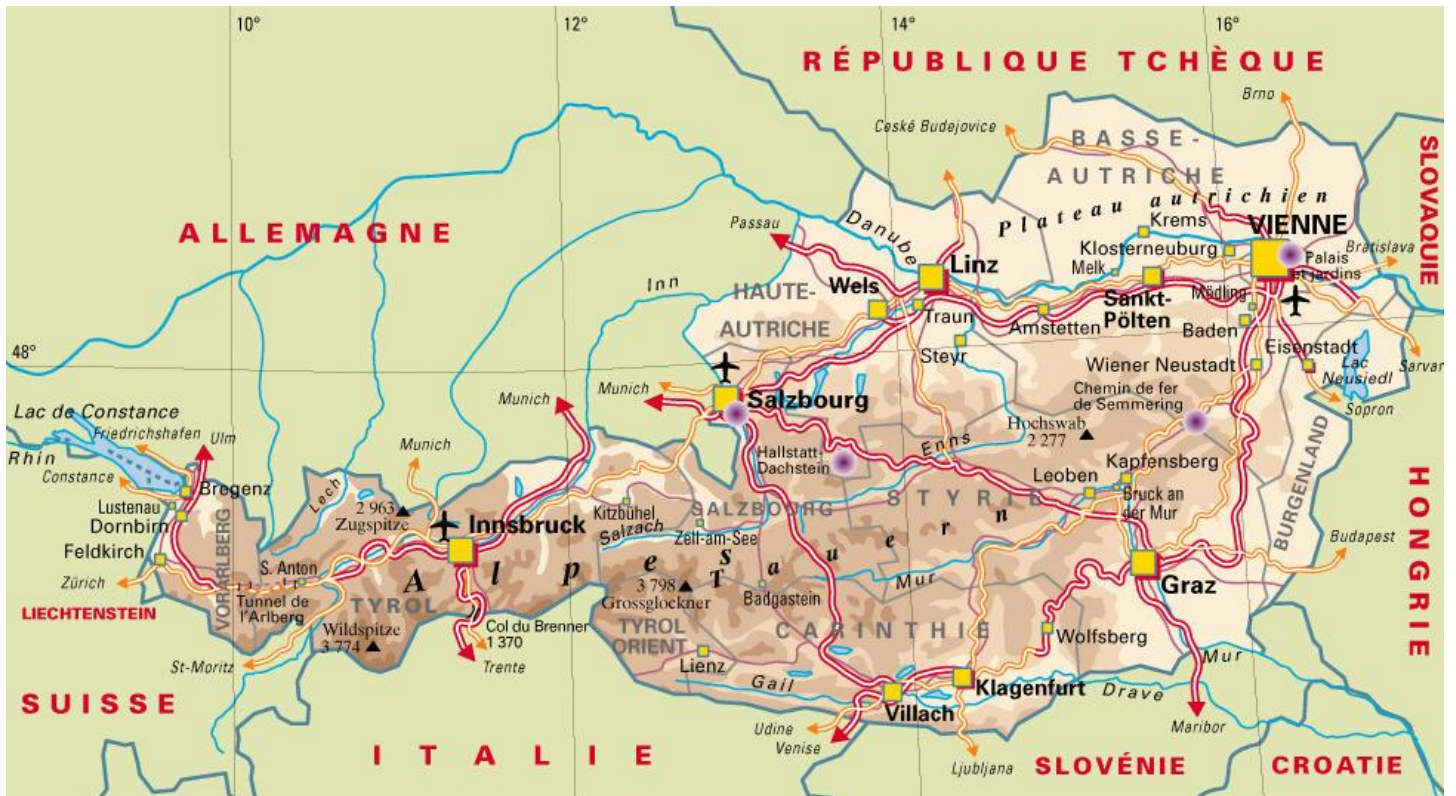 10°
12°
14°
16°
RÉPUBLIQUE TCHÈQUE
Brno
Ceské Budejovice
BASSE-
AUTRICHE
SLOVAQUIE
ALLEMAGNE
Passau
Danube
Plateau autrichien
Krems
VIENNE
Klosterneuburg
Bratislava
Melk
Palais
et jardins
Linz
Inn
HAUTE-
AUTRICHE
Wels
Traun
Sankt-
Pölten
Mödling
Amstetten
Baden
Steyr
Eisenstadt
48°
Wiener Neustadt
Lac
Neusiedl
Sarvar
Munich
Munich
Salzbourg
Chemin de fer
de Semmering
Sopron
Lac de Constance
Friedrichshafen
Ulm
Munich
Hochswab
2 277
Enns
Rhin
Constance
Hallstatt-
Dachstein
Leoben
Kapfensberg
Bregenz
Lech
2 963
Zugspitze
Kitzbühel
SALZBOURG
STYRIE
Bruck an
der Mur
BURGENLAND
HONGRIE
Lustenau
Dornbirn
Innsbruck
Salzach
Zell-am-See
Feldkirch
VORARLBERG
Budapest
S. Anton
Alpes
Tauern
Mur
Graz
Zürich
Tunnel de
l'Arlberg
TYROL
3 798
Grossglockner
Badgastein
LIECHTENSTEIN
Col du Brenner
1 370
Wildspitze
3 774
TYROL
ORIENT
CARINTHIE
Wolfsberg
St-Moritz
Trente
Lienz
Mur
Gail
Klagenfurt
Drave
SUISSE
Villach
Udine
Venise
Maribor
ITALIE
Ljubljana
SLOVÉNIE
CROATIE